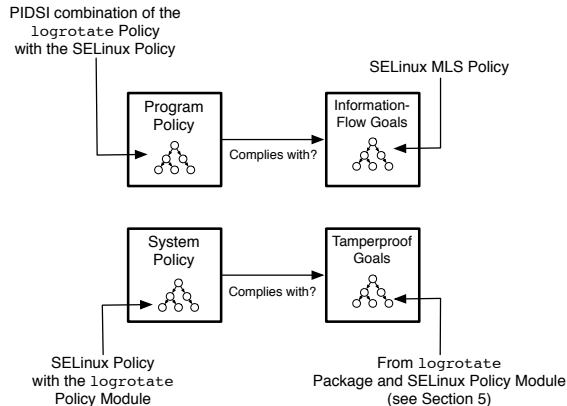 PIDSI combination of the
logrotate Policy
with the SELinux Policy
SELinux MLS Policy
Program
Policy
Information-
Flow Goals
Complies with?
System
Policy
Tamperproof
Goals
Complies with?
SELinux Policy
with the logrotate
Policy Module
From logrotate
Package and SELinux Policy Module
(see Section 5)